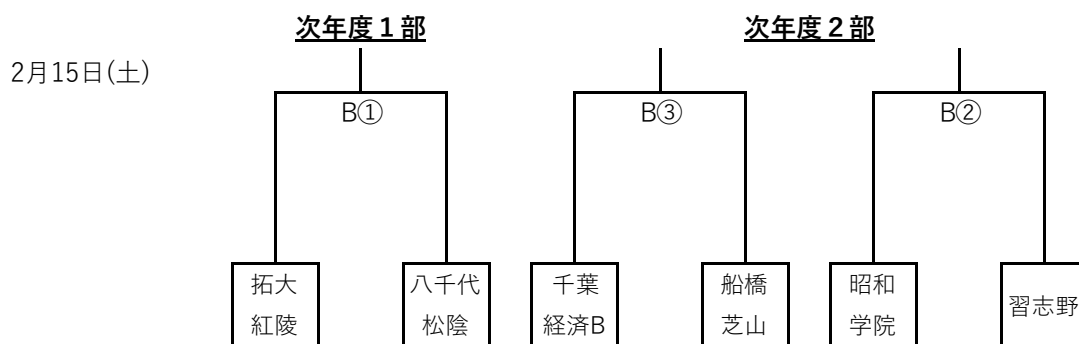 次年度１部 次年度２部
2月15日(土)
B① B③ B②
拓大 八千代 千葉 船橋 昭和
習志野
紅陵 松陰 経済B 芝山 学院